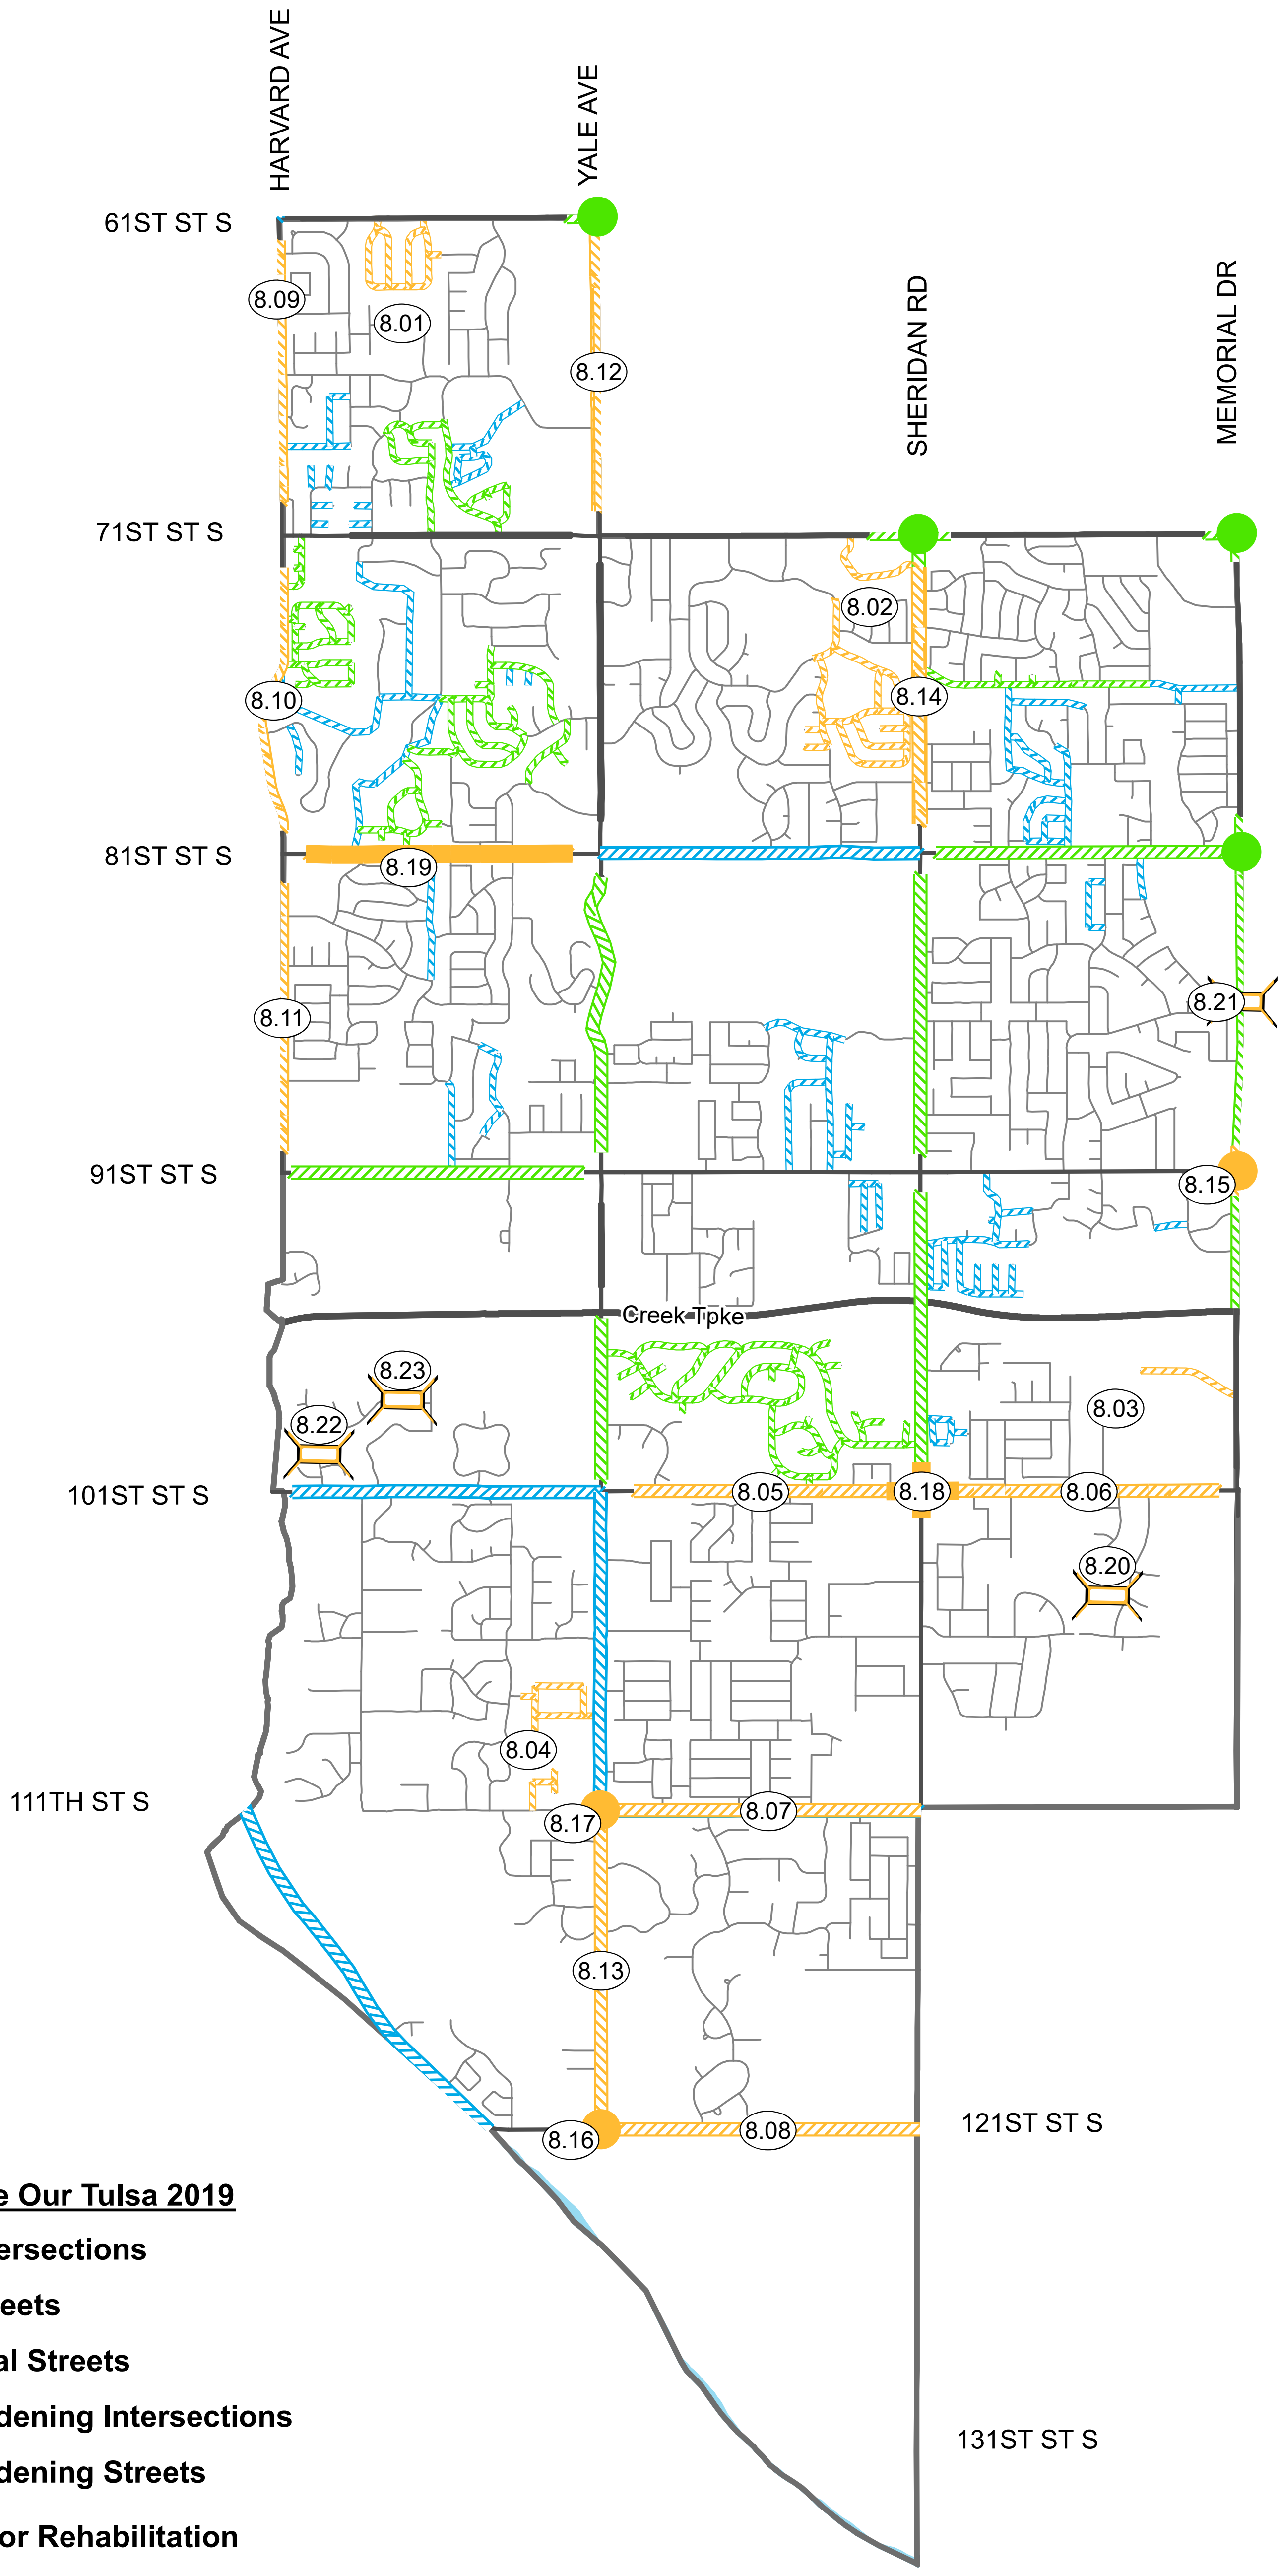 HARVARD AVE
YALE AVE
SHERIDAN RD
MEMORIAL DR
61ST ST S
8.09
8.01
8.12
71ST ST S
8.02
8.10
8.14
81ST ST S
8.19
8.11
8.21
91ST ST S
8.15
Creek Tpke
8.23
8.22
8.03
101ST ST S
8.05
8.18
8.06
8.20
8.04
111TH ST S
8.17
8.07
8.13
8.16
8.08
121ST ST S
e Our Tulsa 2019
ersections
eets
al Streets
dening Intersections
dening Streets
or Rehabilitation
131ST ST S